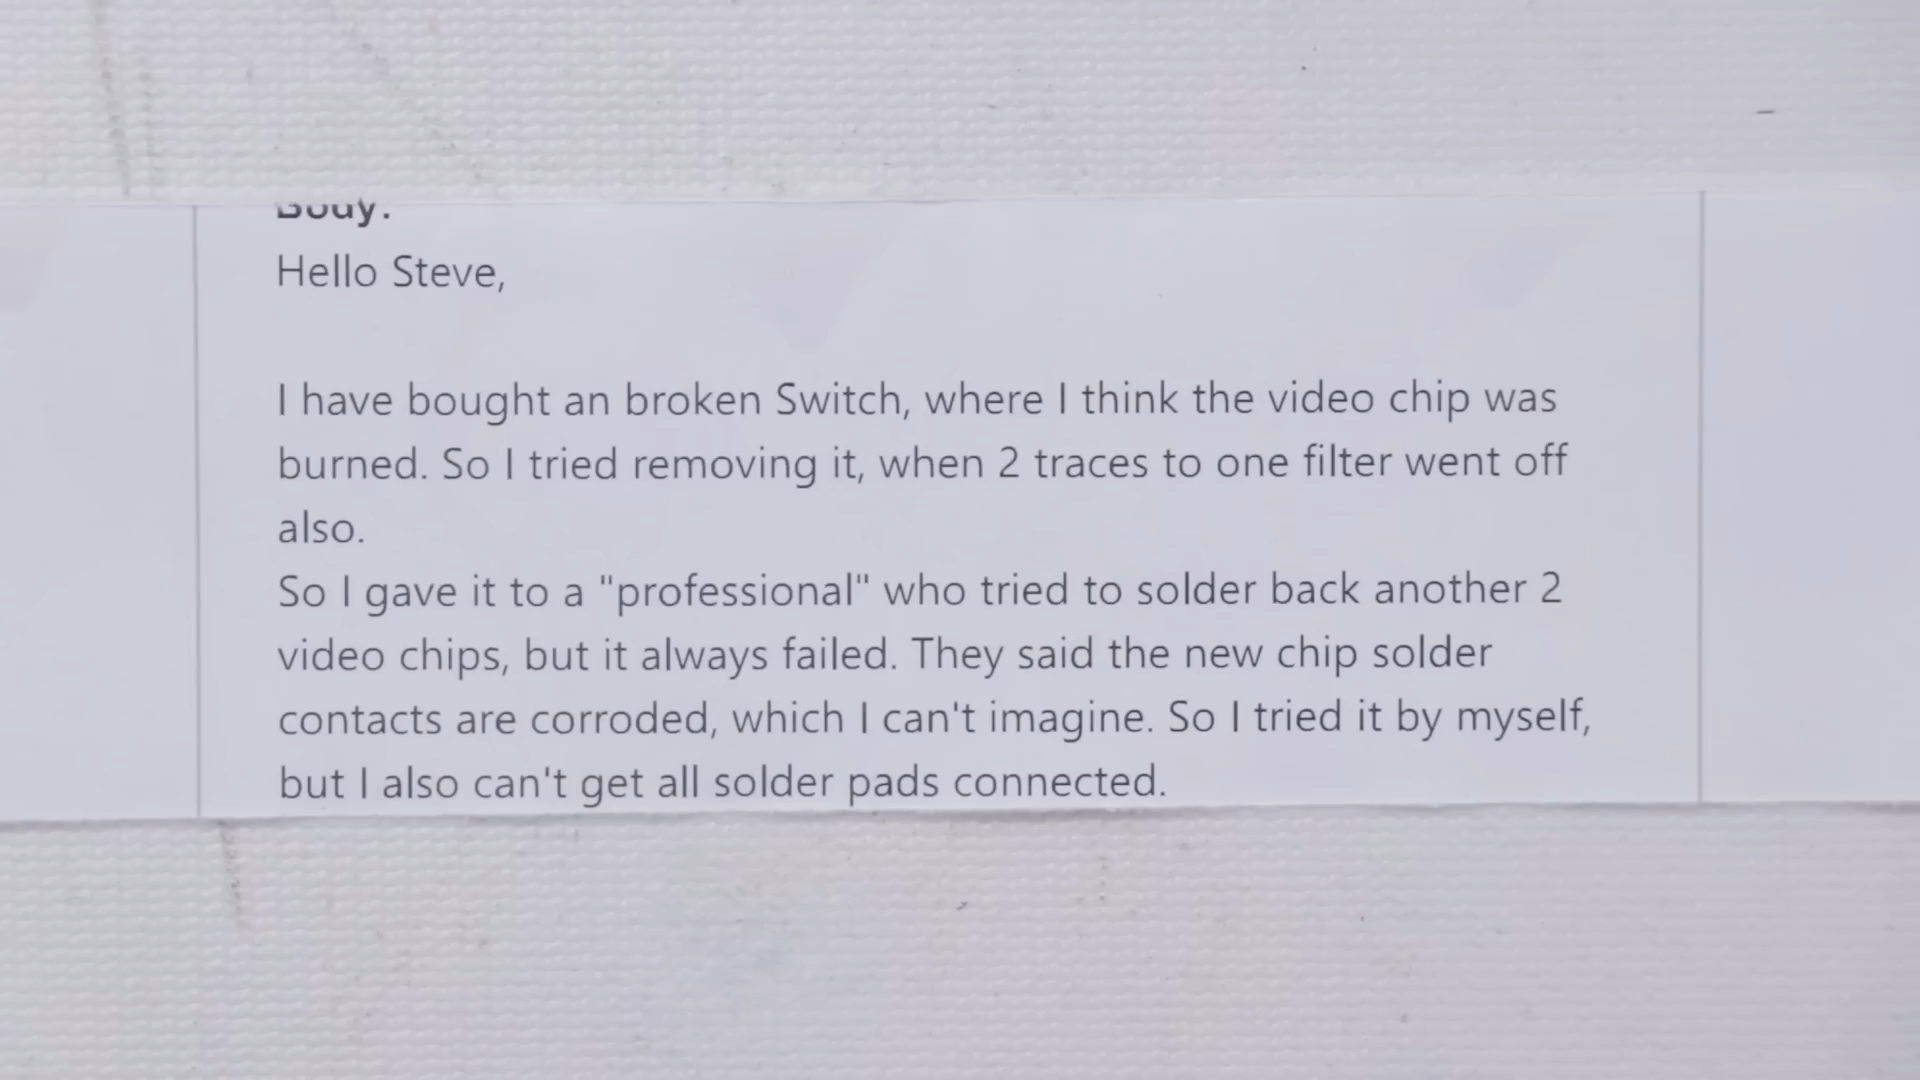 Body:
Hello Steve,
I have bought an broken Switch, where I think the video chip was
burned. So I tried removing it, when 2 traces to one filter went off
also.
So I gave it to a "professional" who tried to solder back another 2
video chips, but it always failed. They said the new chip solder
contacts are corroded, which I can't imagine. So I tried it by myself,
but I also can't get all solder pads connected.